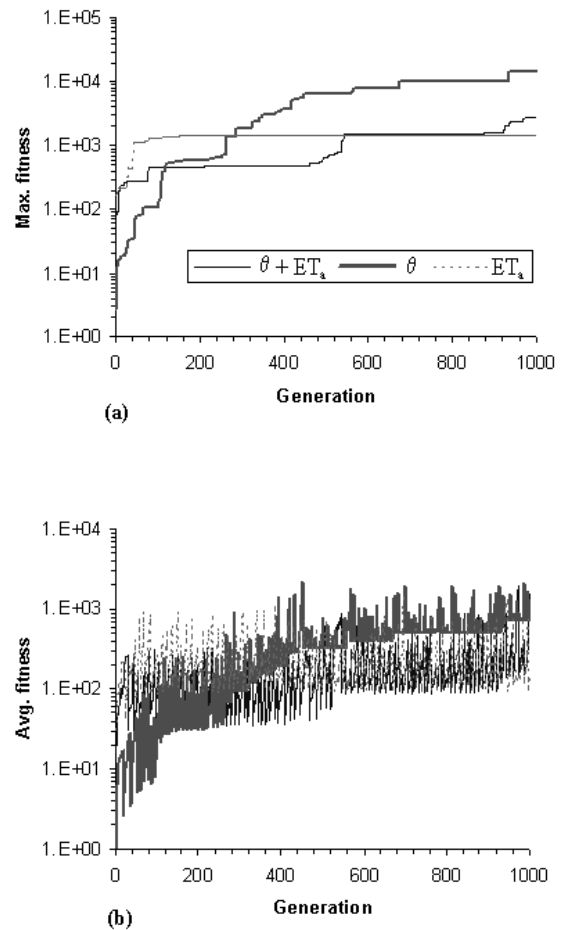 1.E+05
1.E+04
1.E+03
1.E+02
1.E+01
1.E+00
Max. fitness
θ + ETₐ θ ETₐ
0 200 400 600 800 1000
Generation
(a)
1.E+04
1.E+03
1.E+02
1.E+01
1.E+00
Avg. fitness
0 200 400 600 800 1000
Generation
(b)